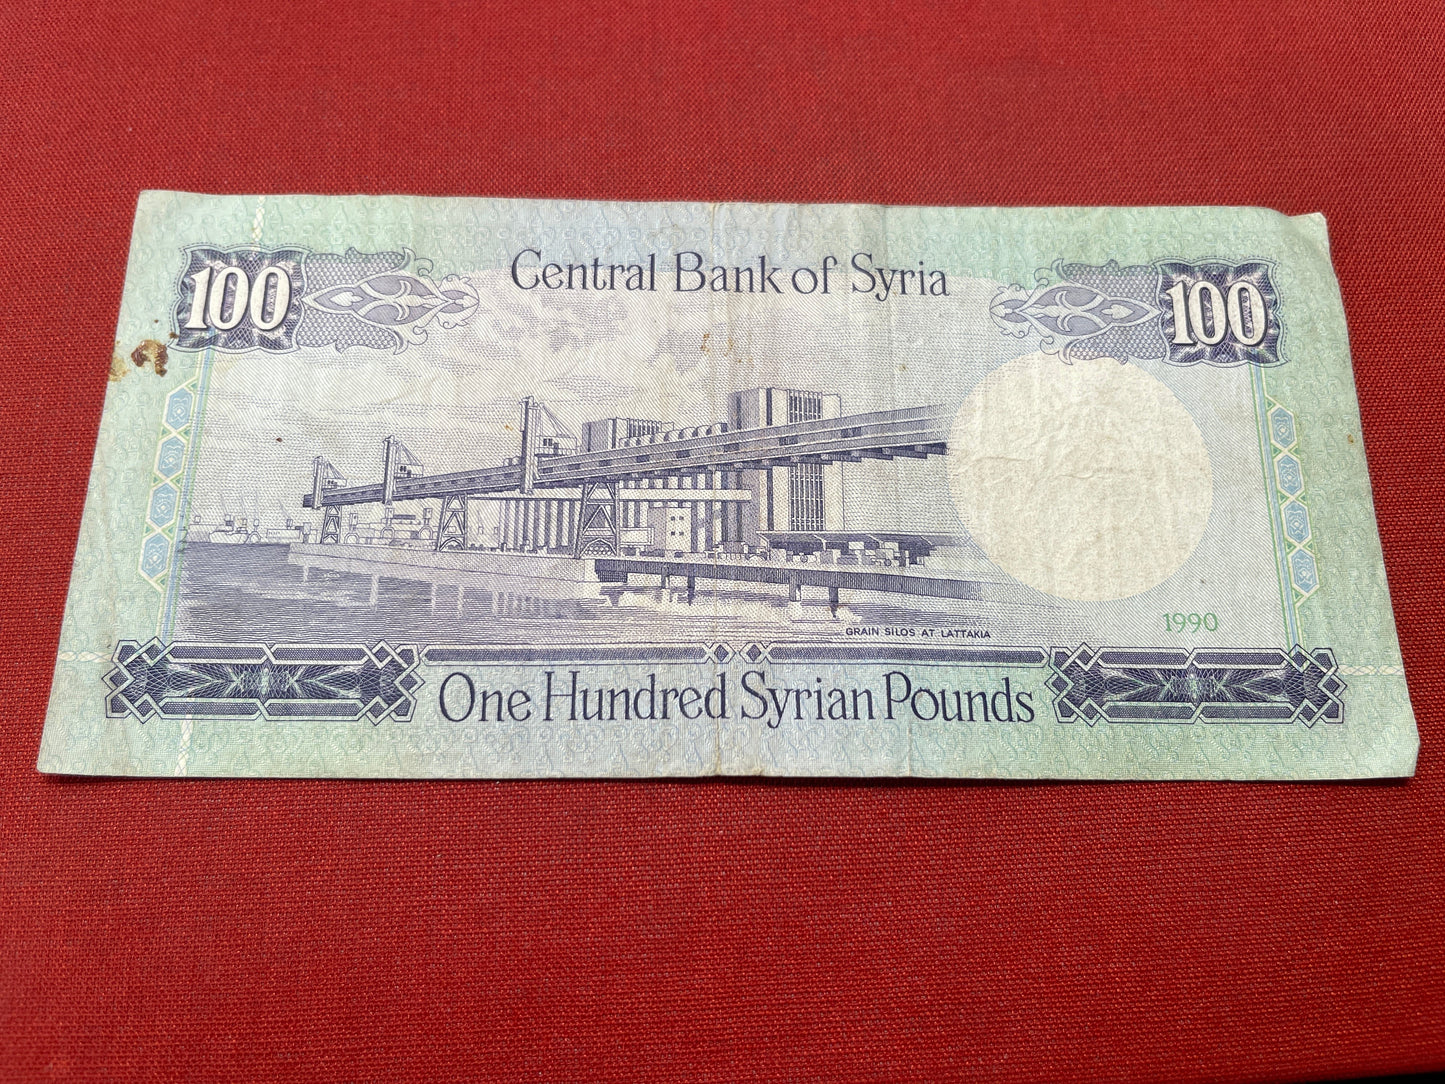 Central Bank of Syria
100
100
GRAIN SILOS AT LATTAKIA
1990
One Hundred Syrian Pounds